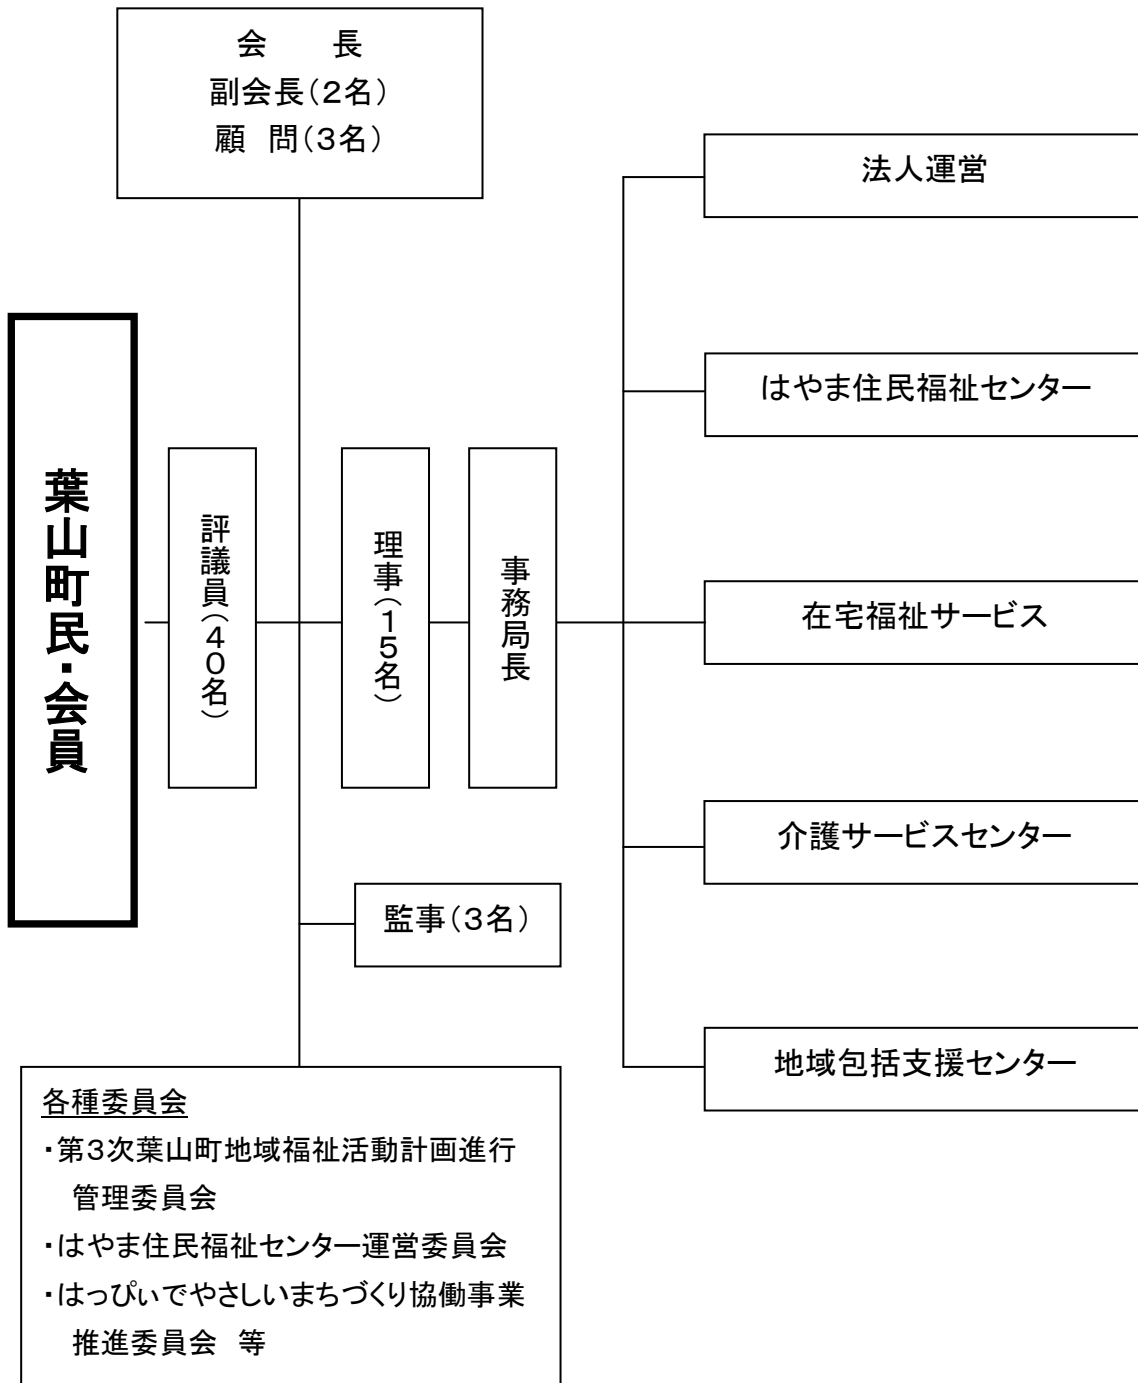 会　　長
副会長（２名）
顧　問（３名）
法人運営
はやま住民福祉センター
葉山町民・会員
評議員（４０名）
理事（１５名）
事務局長
在宅福祉サービス
介護サービスセンター
監事（３名）
地域包括支援センター
各種委員会
・第３次葉山町地域福祉活動計画進行
管理委員会
・はやま住民福祉センター運営委員会
・はっぴぃでやさしいまちづくり協働事業
推進委員会　等